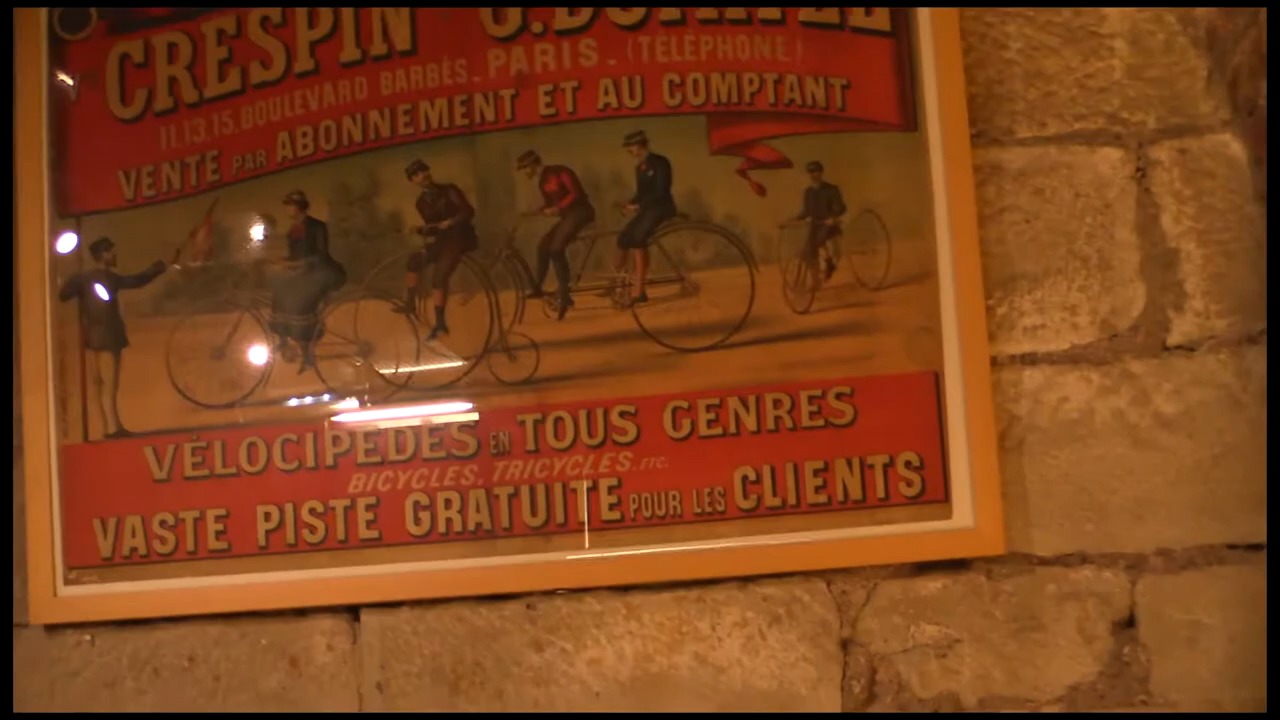 CRESPIN G. DUFAYEL
11.13.15. BOULEVARD BARBÈS. PARIS. (TÉLÉPHONE)
VENTE PAR ABONNEMENT ET AU COMPTANT
VÉLOCIPÈDES EN TOUS GENRES
BICYCLES, TRICYCLES. ETC.
VASTE PISTE GRATUITE POUR LES CLIENTS